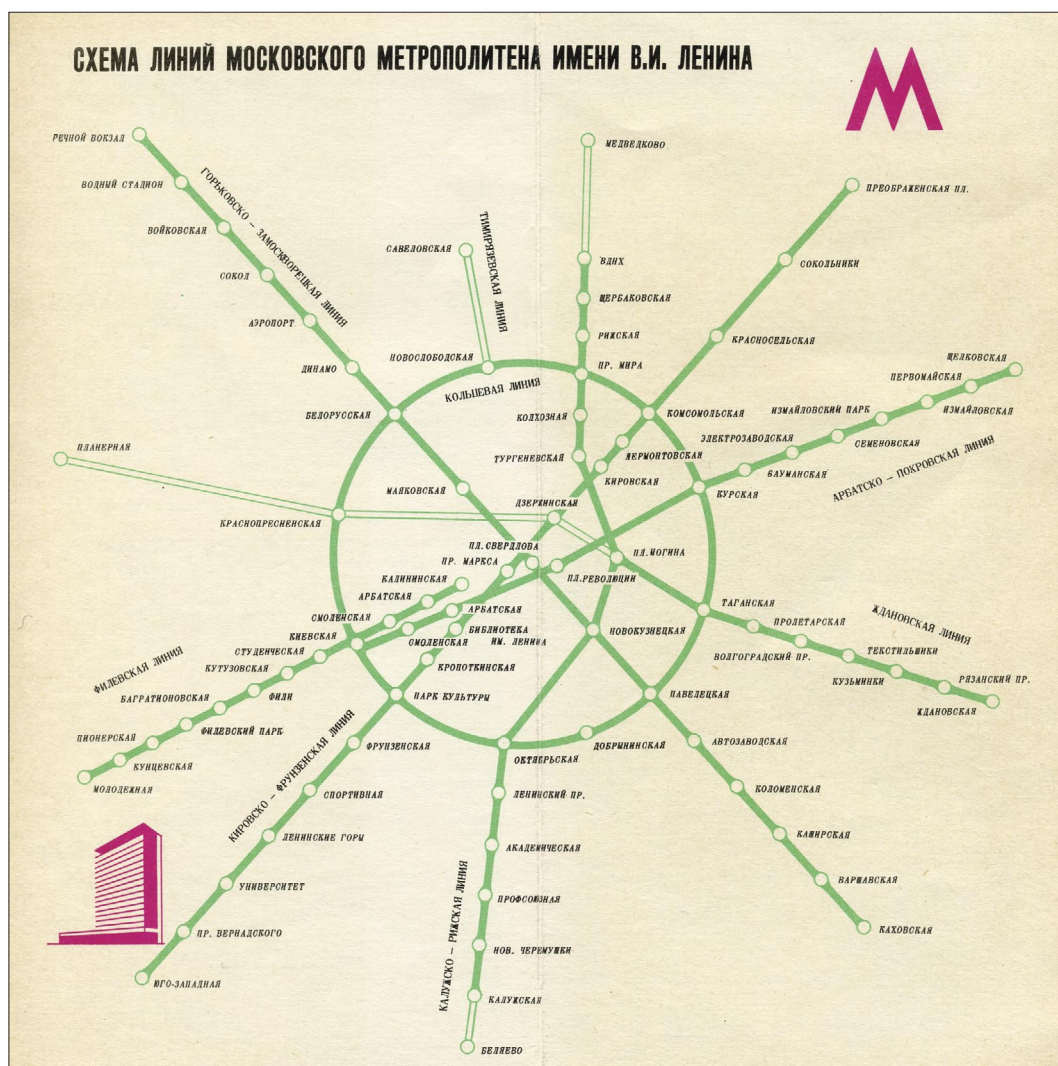 СХЕМА ЛИНИЙ МОСКОВСКОГО МЕТРОПОЛИТЕНА ИМЕНИ В.И. ЛЕНИНА
М
РЕЧНОЙ ВОКЗАЛ
МЕДВЕДКОВО
ВОДНЫЙ СТАДИОН
ГОРЬКОВСКО – ЗАМОСКВОРЕЦКАЯ ЛИНИЯ
ПРЕОБРАЖЕНСКАЯ ПЛ.
ВОЙКОВСКАЯ
ТИМИРЯЗЕВСКАЯ ЛИНИЯ
САВЕЛОВСКАЯ
ВДНХ
СОКОЛЬНИКИ
СОКОЛ
ЩЕРБАКОВСКАЯ
АЭРОПОРТ
РИЖСКАЯ
КРАСНОСЕЛЬСКАЯ
НОВОСЛОБОДСКАЯ
ЩЕЛКОВСКАЯ
ДИНАМО
ПР. МИРА
ПЕРВОМАЙСКАЯ
КОЛЬЦЕВАЯ ЛИНИЯ
БЕЛОРУССКАЯ
КОЛХОЗНАЯ
КОМСОМОЛЬСКАЯ
ИЗМАЙЛОВСКИЙ ПАРК
ИЗМАЙЛОВСКАЯ
ЭЛЕКТРОЗАВОДСКАЯ
СЕМЕНОВСКАЯ
ПЛАНЕРНАЯ
ТУРГЕНЕВСКАЯ
ЛЕРМОНТОВСКАЯ
БАУМАНСКАЯ
АРБАТСКО – ПОКРОВСКАЯ ЛИНИЯ
КИРОВСКАЯ
МАЯКОВСКАЯ
КУРСКАЯ
ДЗЕРЖИНСКАЯ
КРАСНОПРЕСНЕНСКАЯ
ПЛ.СВЕРДЛОВА
ПЛ.НОГИНА
ПР. МАРКСА
ПЛ.РЕВОЛЮЦИИ
КАЛИНИНСКАЯ
АРБАТСКАЯ
АРБАТСКАЯ
ТАГАНСКАЯ
СМОЛЕНСКАЯ
БИБЛИОТЕКА
ИМ. ЛЕНИНА
ПРОЛЕТАРСКАЯ
ЖДАНОВСКАЯ ЛИНИЯ
КИЕВСКАЯ
СМОЛЕНСКАЯ
НОВОКУЗНЕЦКАЯ
СТУДЕНЧЕСКАЯ
ВОЛГОГРАДСКИЙ ПР.
ТЕКСТИЛЬЩИКИ
ФИЛЕВСКАЯ ЛИНИЯ
КУТУЗОВСКАЯ
КРОПОТКИНСКАЯ
КУЗЬМИНКИ
РЯЗАНСКИЙ ПР.
БАГРАТИОНОВСКАЯ
ФИЛИ
ПАРК КУЛЬТУРЫ
ПАВЕЛЕЦКАЯ
ЖДАНОВСКАЯ
ПИОНЕРСКАЯ
ФИЛЕВСКИЙ ПАРК
КИРОВСКО – ФРУНЗЕНСКАЯ ЛИНИЯ
ФРУНЗЕНСКАЯ
ДОБРЫНИНСКАЯ
АВТОЗАВОДСКАЯ
КУНЦЕВСКАЯ
ОКТЯБРЬСКАЯ
МОЛОДЕЖНАЯ
СПОРТИВНАЯ
ЛЕНИНСКИЙ ПР.
КОЛОМЕНСКАЯ
ЛЕНИНСКИЕ ГОРЫ
АКАДЕМИЧЕСКАЯ
КАШИРСКАЯ
УНИВЕРСИТЕТ
КАЛУЖСКО – РИЖСКАЯ ЛИНИЯ
ПРОФСОЮЗНАЯ
ВАРШАВСКАЯ
ПР. ВЕРНАДСКОГО
НОВ. ЧЕРЕМУШКИ
КАХОВСКАЯ
ЮГО-ЗАПАДНАЯ
КАЛУЖСКАЯ
БЕЛЯЕВО